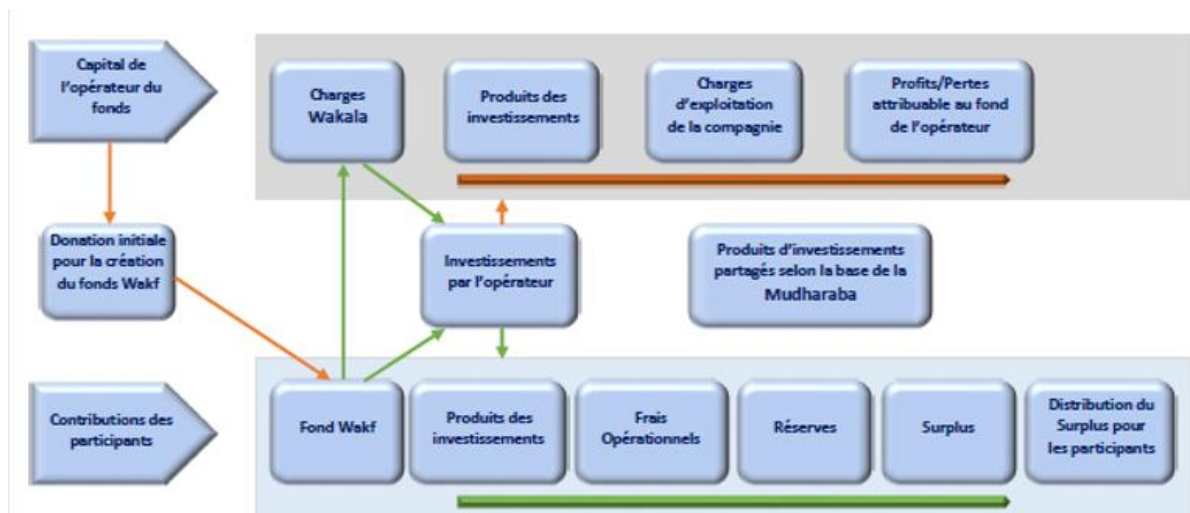 Capital de
l'opérateur du
fonds
Charges
Wakala
Produits des
investissements
Charges
d'exploitation
de la compagnie
Profits/Pertes
attribuable au fond
de l'opérateur
Donation initiale
pour la création
du fonds Wakf
Investissements
par l'opérateur
Produits d'investissements
partagés selon la base de la
Mudharaba
Contributions des
participants
Fond Wakf
Produits des
investissements
Frais
Opérationnels
Réserves
Surplus
Distribution du
Surplus pour
les participants